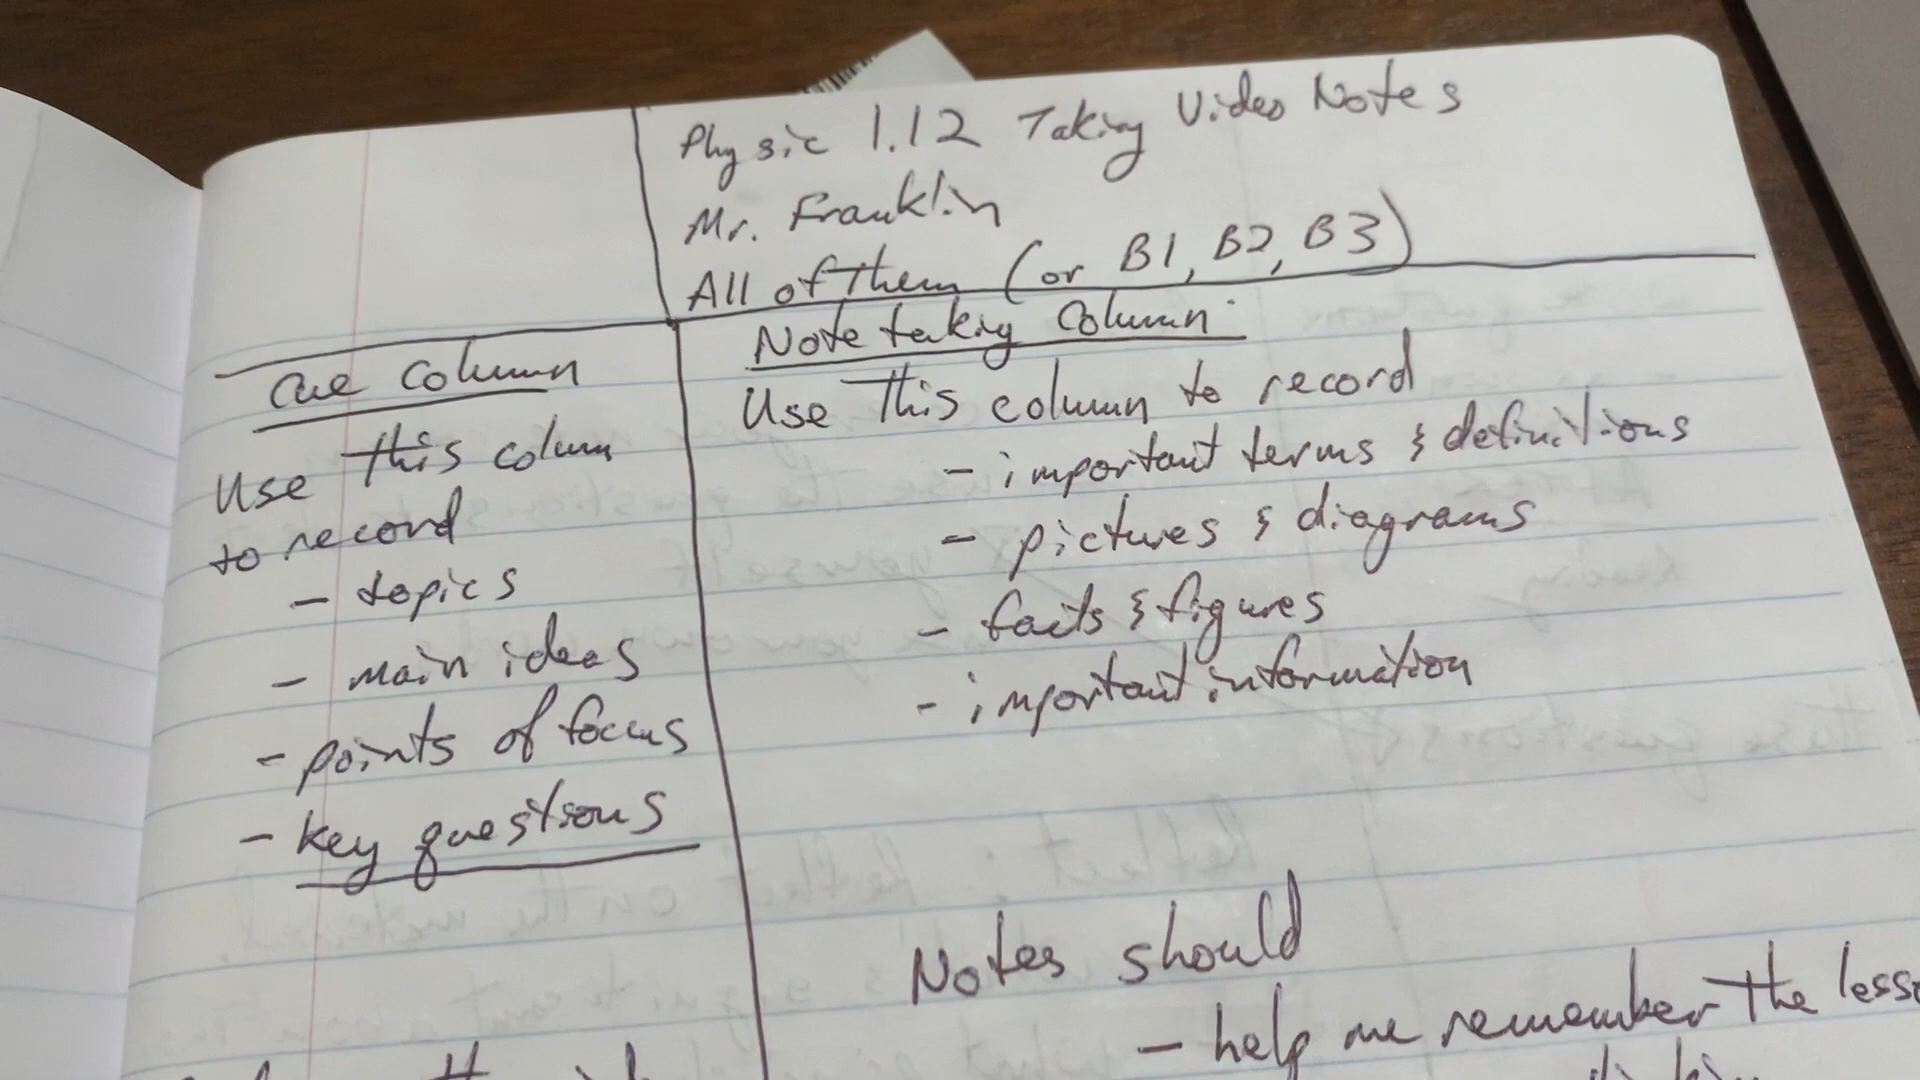 Physic 1.12 Taking Video Notes
Mr. Franklin
All of Them (or B1, B2, B3)
Cue Column
Use this column
to record
- topics
- main ideas
- points of focus
- key questions
Note taking Column
Use this column to record
- important terms & definitions
- pictures & diagrams
- facts & figures
- important information
Notes should
- help me remember the less